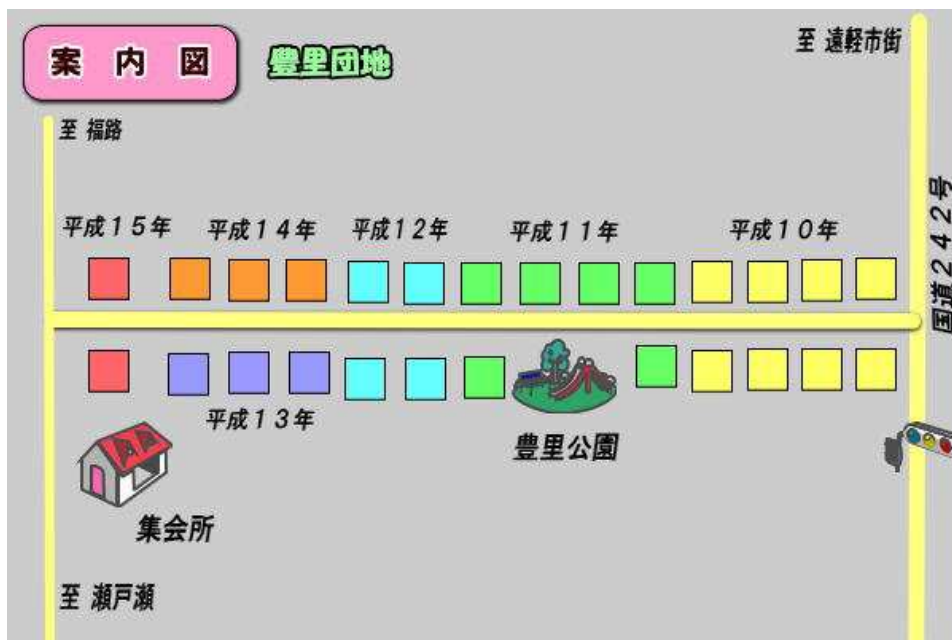 案内図
豊里団地
至 遠軽市街
至 福路
国道242号
平成15年
平成14年
平成12年
平成11年
平成10年
平成13年
豊里公園
集会所
至 瀬戸瀬